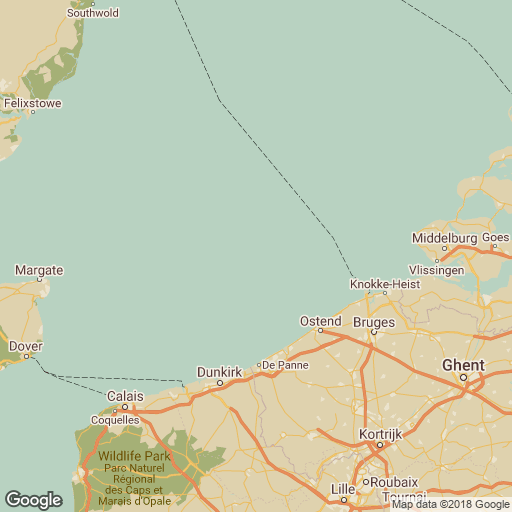 Southwold
Felixstowe
Middelburg
Goes
Vlissingen
Margate
Knokke-Heist
Ostend
Bruges
Dover
De Panne
Ghent
Dunkirk
Calais
Coquelles
Kortrijk
Wildlife Park
Parc Naturel
Régional
des Caps et
Marais d'Opale
Roubaix
Lille
Tournai
Google
Map data ©2018 Google